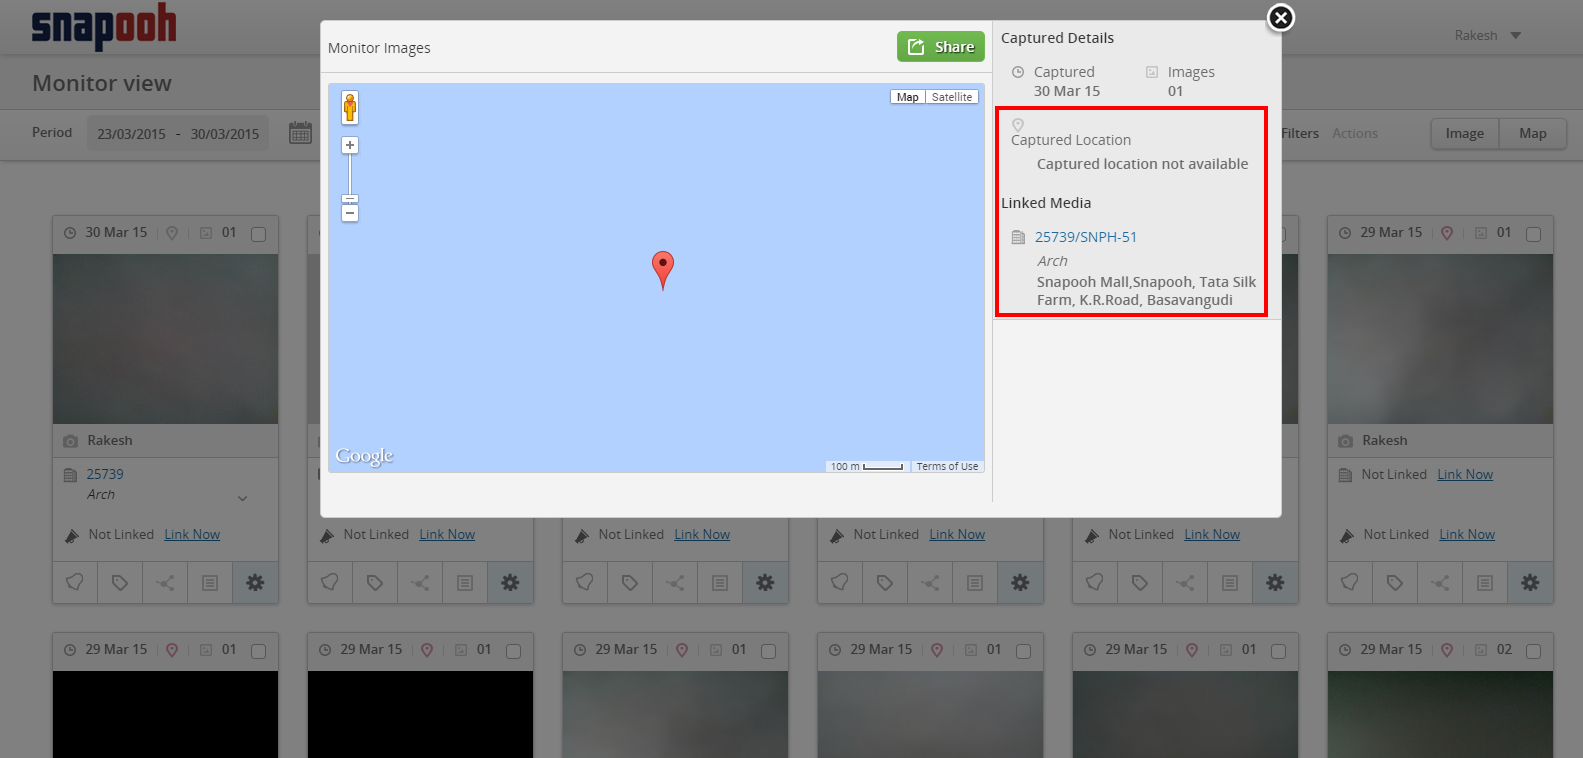 snapooh
Rakesh
Monitor view
Period
23/03/2015 - 30/03/2015
Filters
Actions
Image
Map
Monitor Images
Share
Map
Satellite
Google
100 m
Terms of Use
Captured Details
Captured
30 Mar 15
Images
01
Captured Location
Captured location not available
Linked Media
25739/SNPH-51
Arch
Snapooh Mall,Snapooh, Tata Silk
Farm, K.R.Road, Basavangudi
30 Mar 15 01
Rakesh
25739
Arch
Not Linked Link Now
Not Linked Link Now
Not Linked Link Now
Not Linked Link Now
Not Linked Link Now
29 Mar 15 01
Rakesh
Not Linked Link Now
Not Linked Link Now
29 Mar 15 01
29 Mar 15 01
29 Mar 15 01
29 Mar 15 01
29 Mar 15 01
29 Mar 15 02